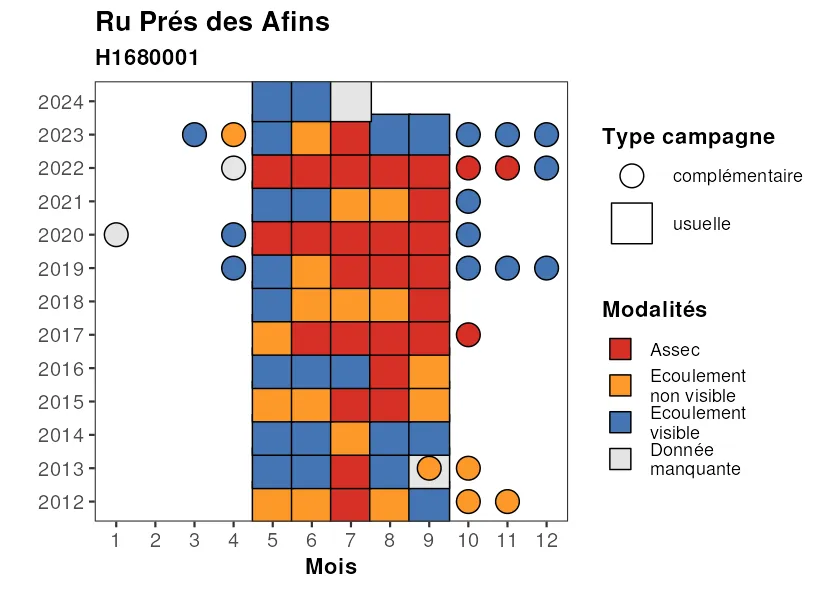 Ru Prés des Afins
H1680001
2024
2023
2022
2021
2020
2019
2018
2017
2016
2015
2014
2013
2012
1 2 3 4 5 6 7 8 9 10 11 12
Mois
Type campagne
complémentaire
usuelle
Modalités
Assec
Ecoulement
non visible
Ecoulement
visible
Donnée
manquante